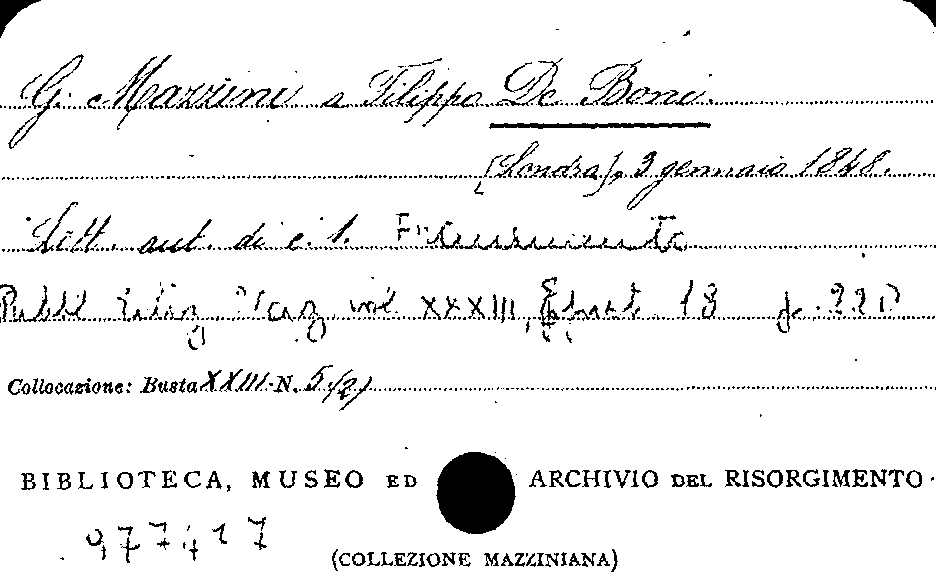 G. Mazzini a Filippo De Boni.
[Londra], 3 gennaio 1848.
Lett. aut. di c. 1. Frammento
Pubbl. Ediz. Naz. vol. XXXIII, Epist. 18 p. 220
Collocazione: Busta XXIII N. 5 (2)
BIBLIOTECA, MUSEO ED ARCHIVIO DEL RISORGIMENTO
(COLLEZIONE MAZZINIANA)